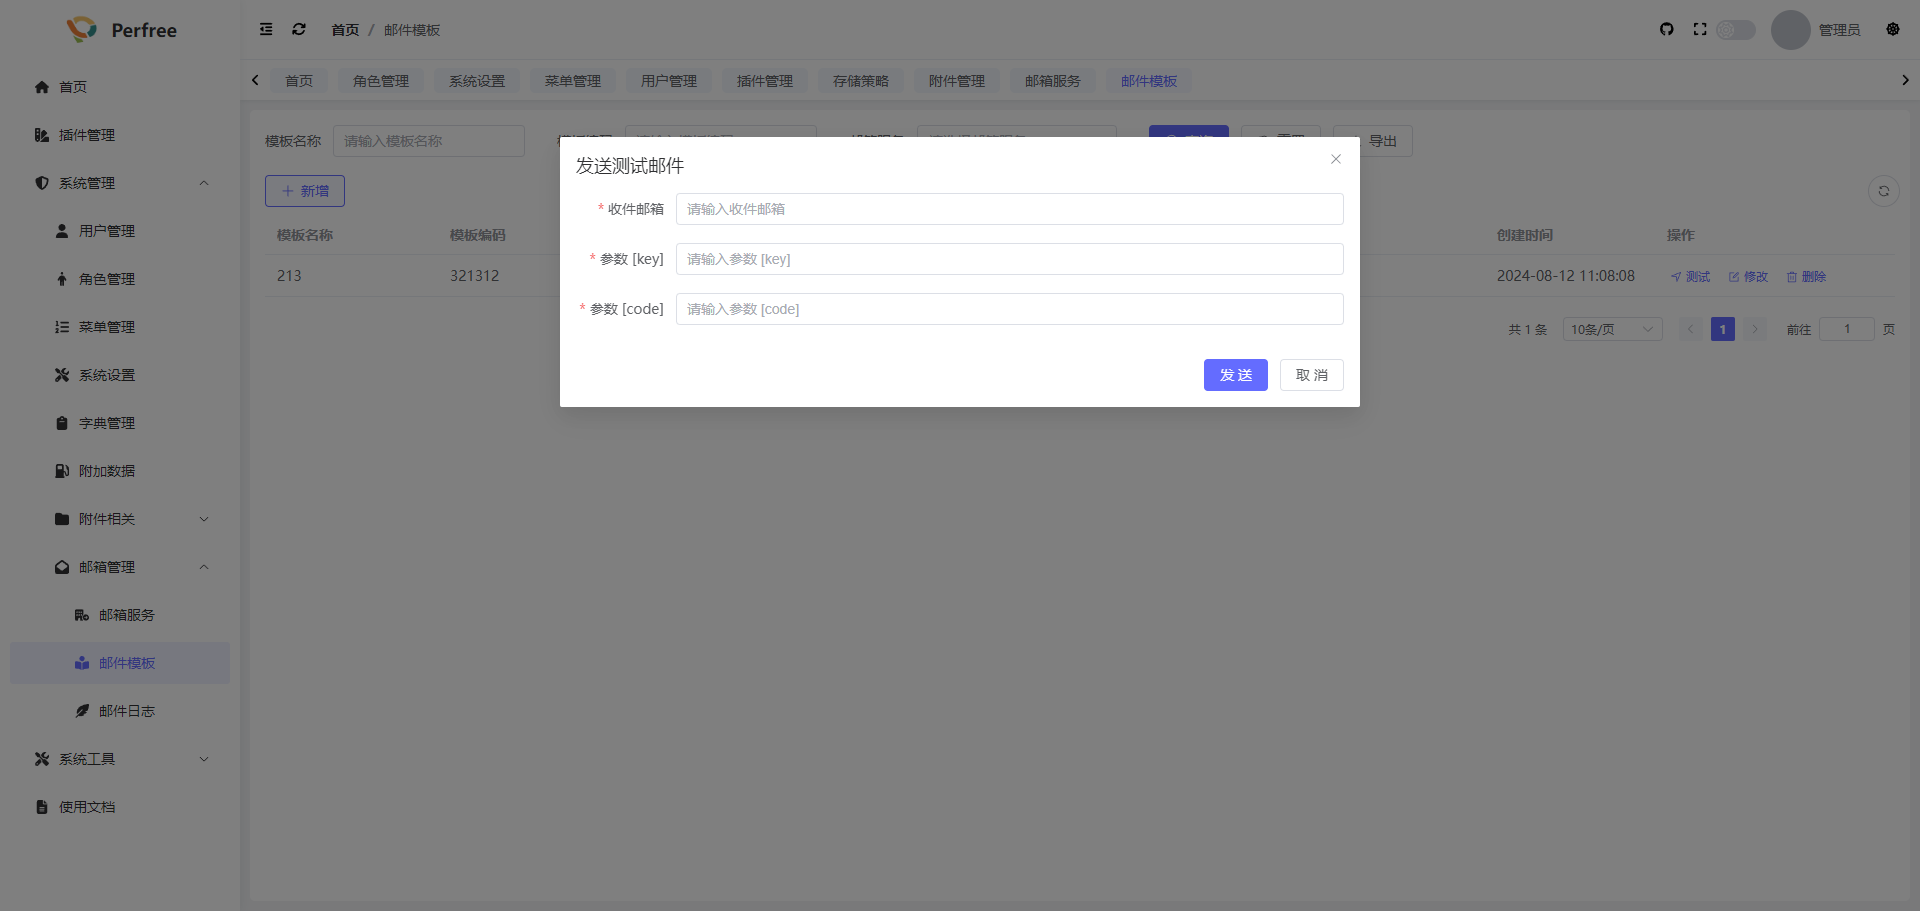 Perfree
首页 / 邮件模板
管理员
首页 角色管理 系统设置 菜单管理 用户管理 插件管理 存储策略 附件管理 邮箱服务 邮件模板
首页
插件管理
系统管理
用户管理
角色管理
菜单管理
系统设置
字典管理
附加数据
附件相关
邮箱管理
邮箱服务
邮件模板
邮件日志
系统工具
使用文档
模板名称 请输入模板名称 导出
新增
模板名称 模板编码 创建时间 操作
213 321312 2024-08-12 11:08:08 测试 修改 删除
共 1 条 10条/页 1 前往 1 页
发送测试邮件
* 收件邮箱 请输入收件邮箱
* 参数 [key] 请输入参数 [key]
* 参数 [code] 请输入参数 [code]
发 送 取 消